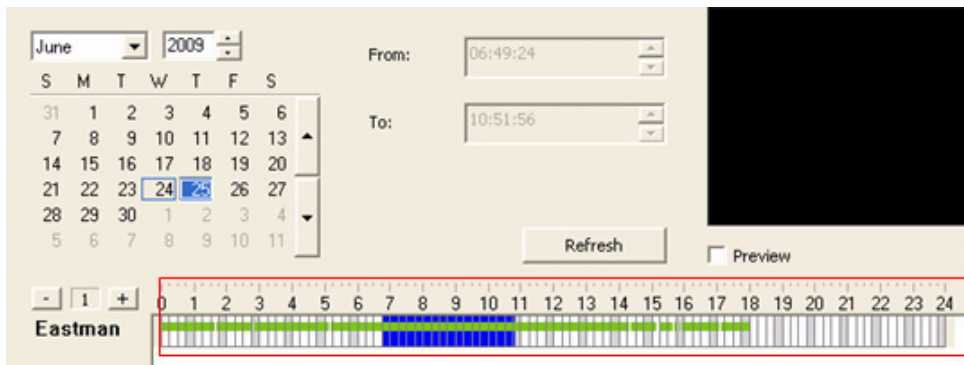 June 2009
S M T W T F S
31 1 2 3 4 5 6
7 8 9 10 11 12 13
14 15 16 17 18 19 20
21 22 23 24 25 26 27
28 29 30 1 2 3 4
5 6 7 8 9 10 11
From: 06:49:24
To: 10:51:56
Refresh
Preview
- 1 +
0 1 2 3 4 5 6 7 8 9 10 11 12 13 14 15 16 17 18 19 20 21 22 23 24
Eastman